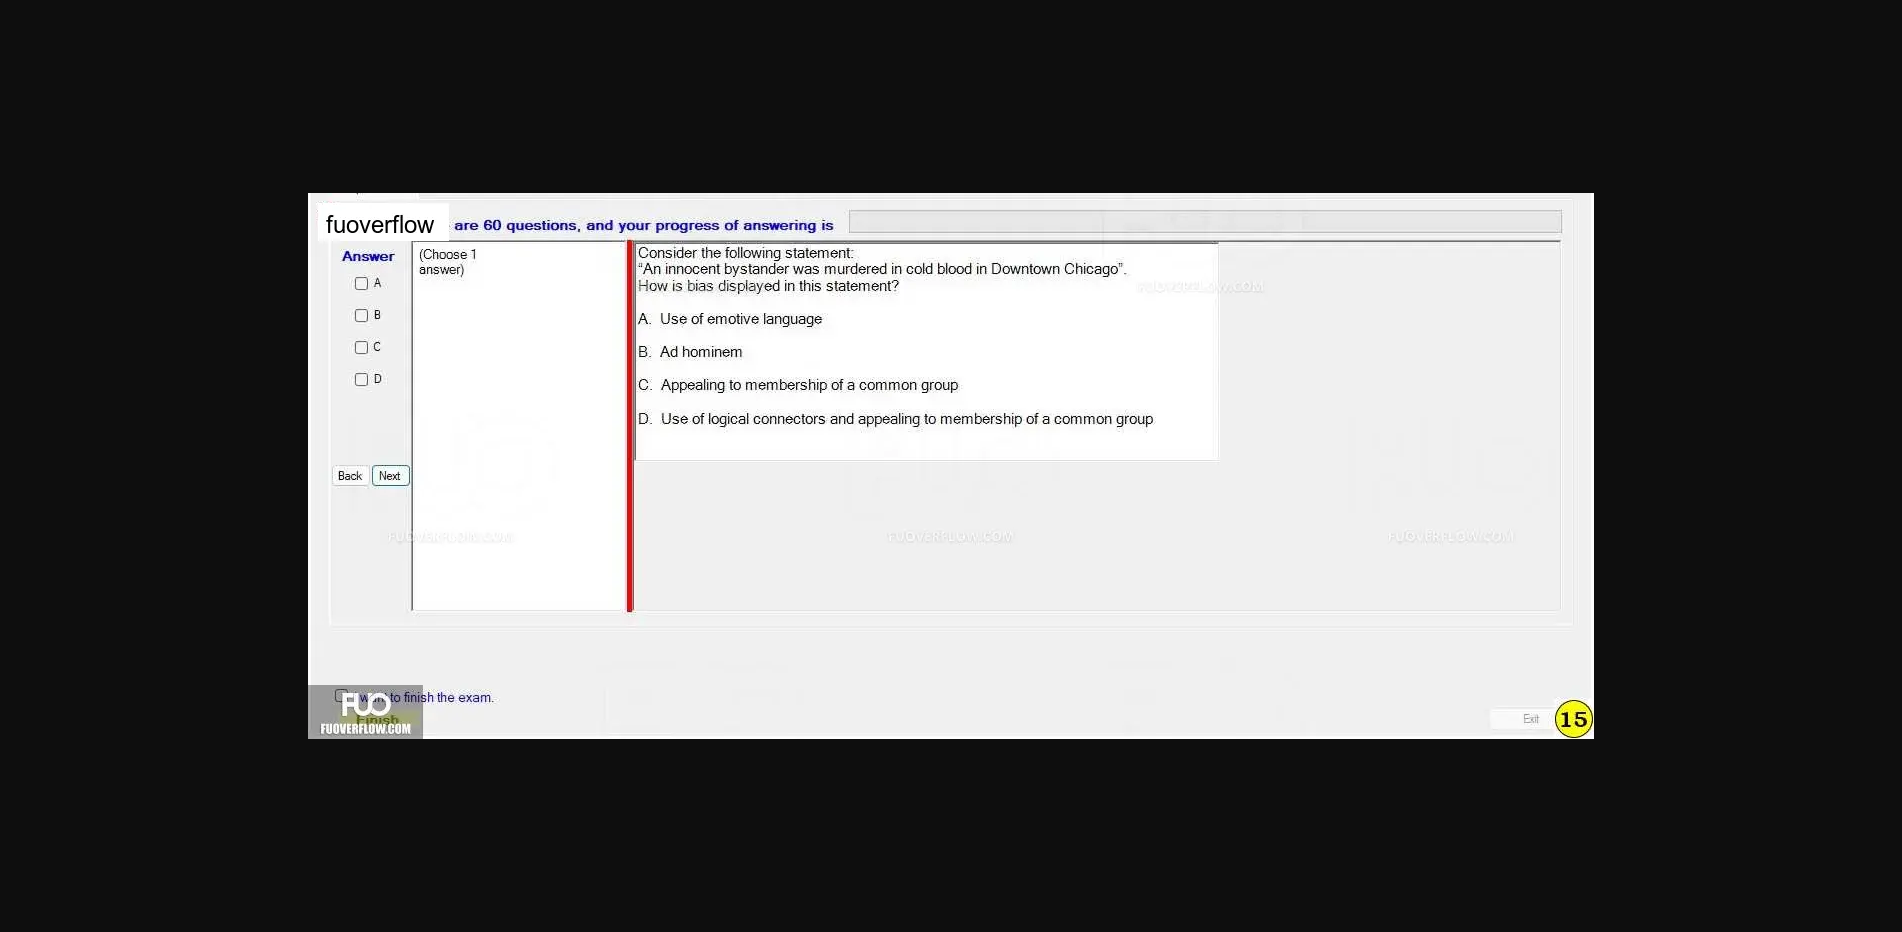 fuoverflow are 60 questions, and your progress of answering is
Answer
(Choose 1
answer)
A
B
C
D
Back Next
Consider the following statement:
“An innocent bystander was murdered in cold blood in Downtown Chicago”.
How is bias displayed in this statement?
A. Use of emotive language
B. Ad hominem
C. Appealing to membership of a common group
D. Use of logical connectors and appealing to membership of a common group
FUOVERFLOW.COM
FUOVERFLOW.COM FUOVERFLOW.COM FUOVERFLOW.COM
I want to finish the exam.
Finish
FUO
FUOVERFLOW.COM
Exit 15